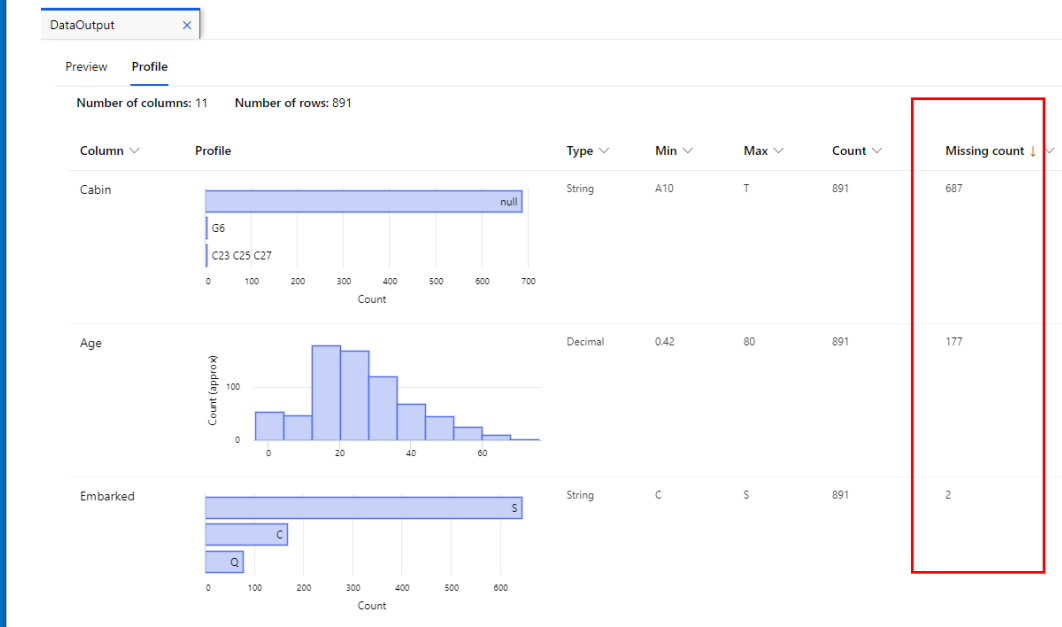 DataOutput ×
Preview Profile
Number of columns: 11 Number of rows: 891
Column Profile Type Min Max Count Missing count ↓
Cabin String A10 T 891 687
null
G6
C23 C25 C27
0 100 200 300 400 500 600 700
Count
Age Decimal 0.42 80 891 177
Count (approx)
100
0
0 20 40 60
Embarked String C S 891 2
S
C
Q
0 100 200 300 400 500 600
Count